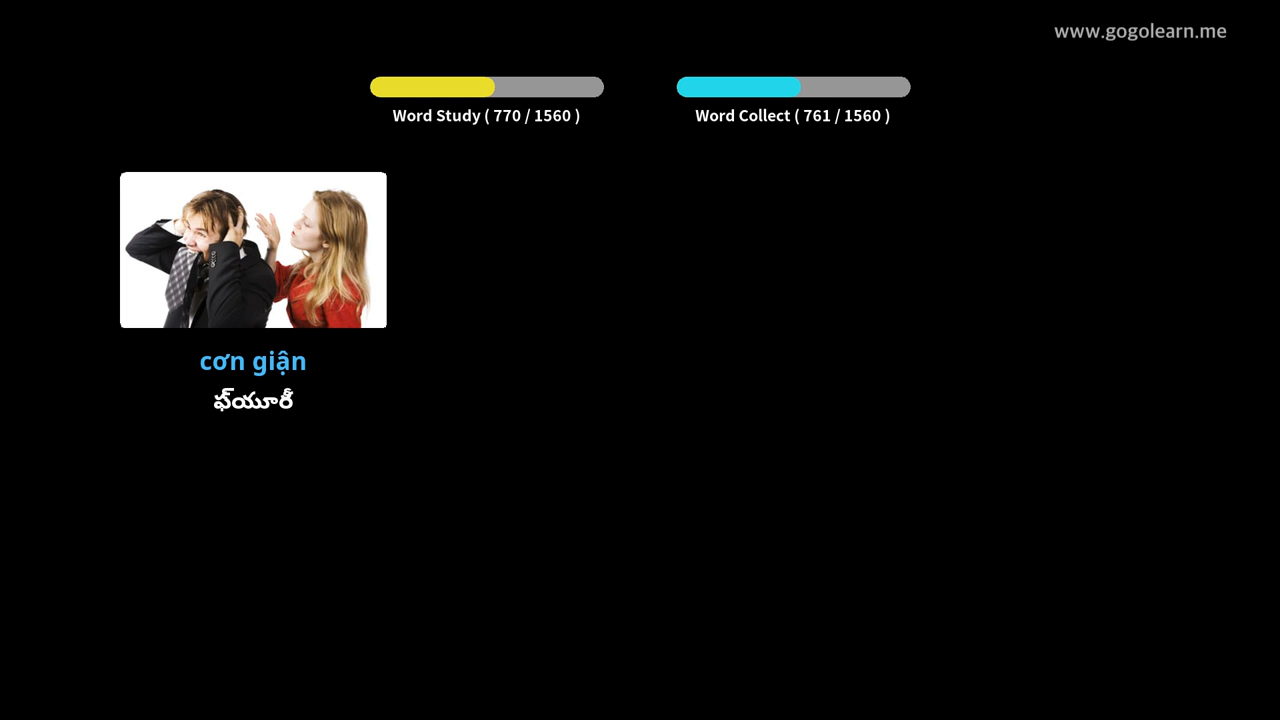 www.gogolearn.me
Word Study ( 770 / 1560 )
Word Collect ( 761 / 1560 )
cơn giận
ఫ్యూరీ